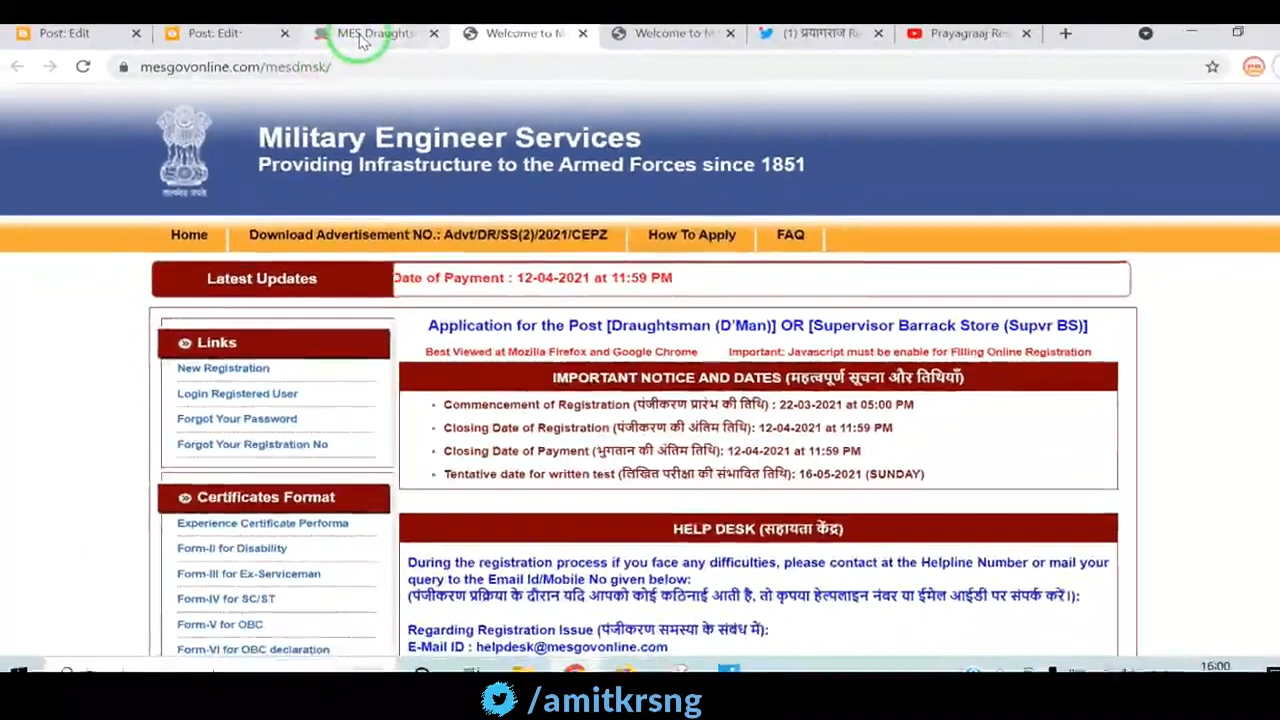 Post: Edit
Post: Edit
MES Draughts
Welcome to M
Welcome to M
(1) प्रयागराज
Prayagraj Res
mesgovonline.com/mesdmsk/
Military Engineer Services
Providing Infrastructure to the Armed Forces since 1851
Home
Download Advertisement NO.: Advt/DR/SS(2)/2021/CEPZ
How To Apply
FAQ
Latest Updates
Date of Payment : 12-04-2021 at 11:59 PM
Application for the Post [Draughtsman (D'Man)] OR [Supervisor Barrack Store (Supvr BS)]
Links
Best Viewed at Mozilla Firefox and Google Chrome
Important: Javascript must be enable for Filling Online Registration
New Registration
IMPORTANT NOTICE AND DATES (महत्वपूर्ण सूचना और तिथियाँ)
Login Registered User
Commencement of Registration (पंजीकरण प्रारंभ की तिथि) : 22-03-2021 at 05:00 PM
Forgot Your Password
Closing Date of Registration (पंजीकरण की अंतिम तिथि): 12-04-2021 at 11:59 PM
Forgot Your Registration No
Closing Date of Payment (भुगतान की अंतिम तिथि): 12-04-2021 at 11:59 PM
Tentative date for written test (लिखित परीक्षा की संभावित तिथि): 16-05-2021 (SUNDAY)
Certificates Format
Experience Certificate Performa
HELP DESK (सहायता केंद्र)
Form-II for Disability
During the registration process if you face any difficulties, please contact at the Helpline Number or mail your
Form-III for Ex-Serviceman
query to the Email Id/Mobile No given below:
Form-IV for SC/ST
(पंजीकरण प्रक्रिया के दौरान यदि आपको कोई कठिनाई आती है, तो कृपया हेल्पलाइन नंबर या ईमेल आईडी पर संपर्क करें।):
Form-V for OBC
Regarding Registration Issue (पंजीकरण समस्या के संबंध में):
Form-VI for OBC declaration
E-Mail ID : helpdesk@mesgovonline.com
16:00
/amitkrsng